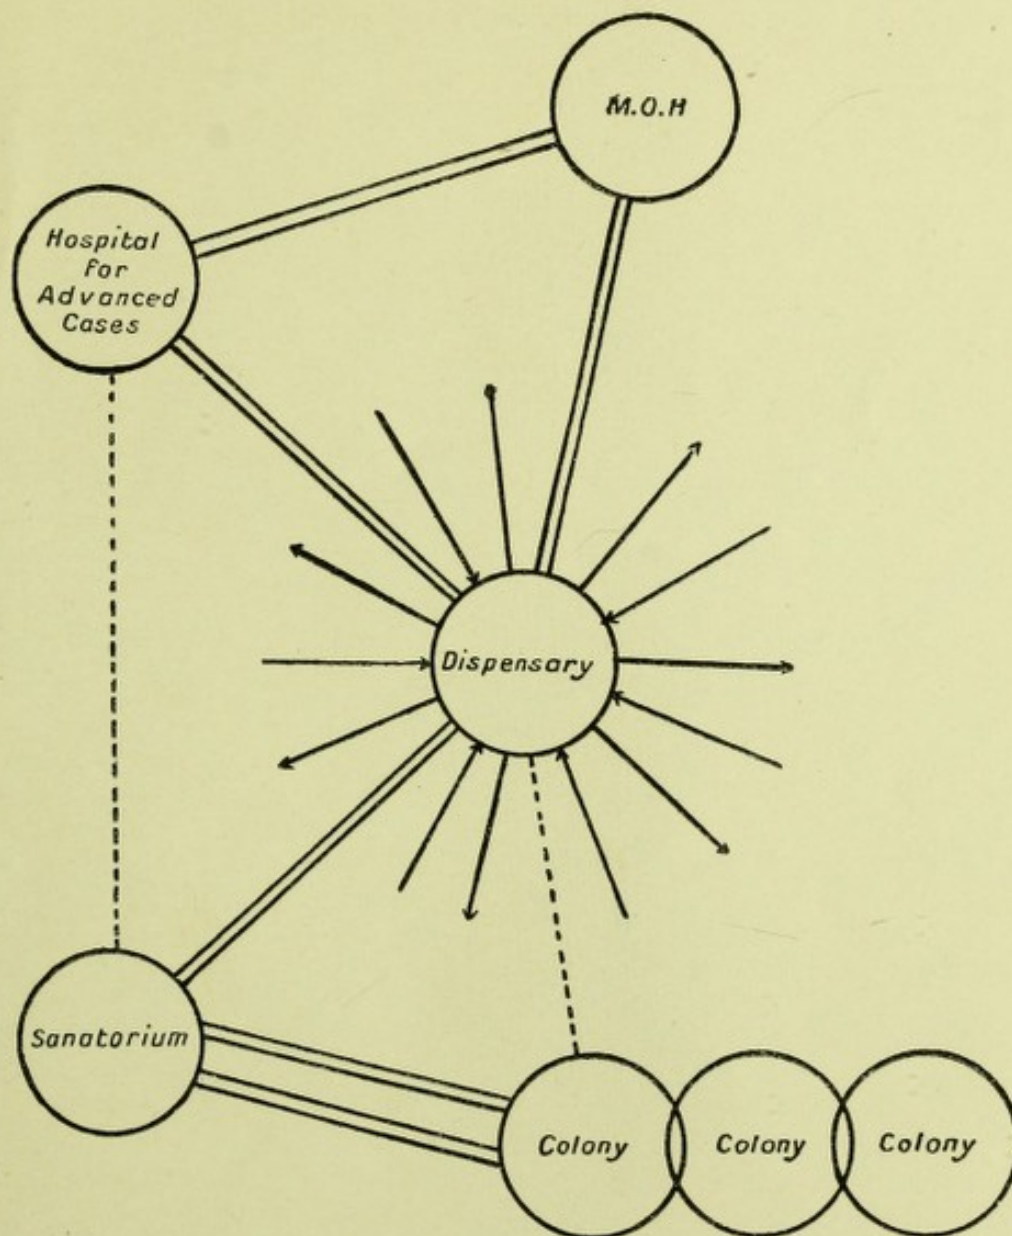 M.O.H
Hospital
for
Advanced
Cases
Dispensary
Sanatorium
Colony
Colony
Colony